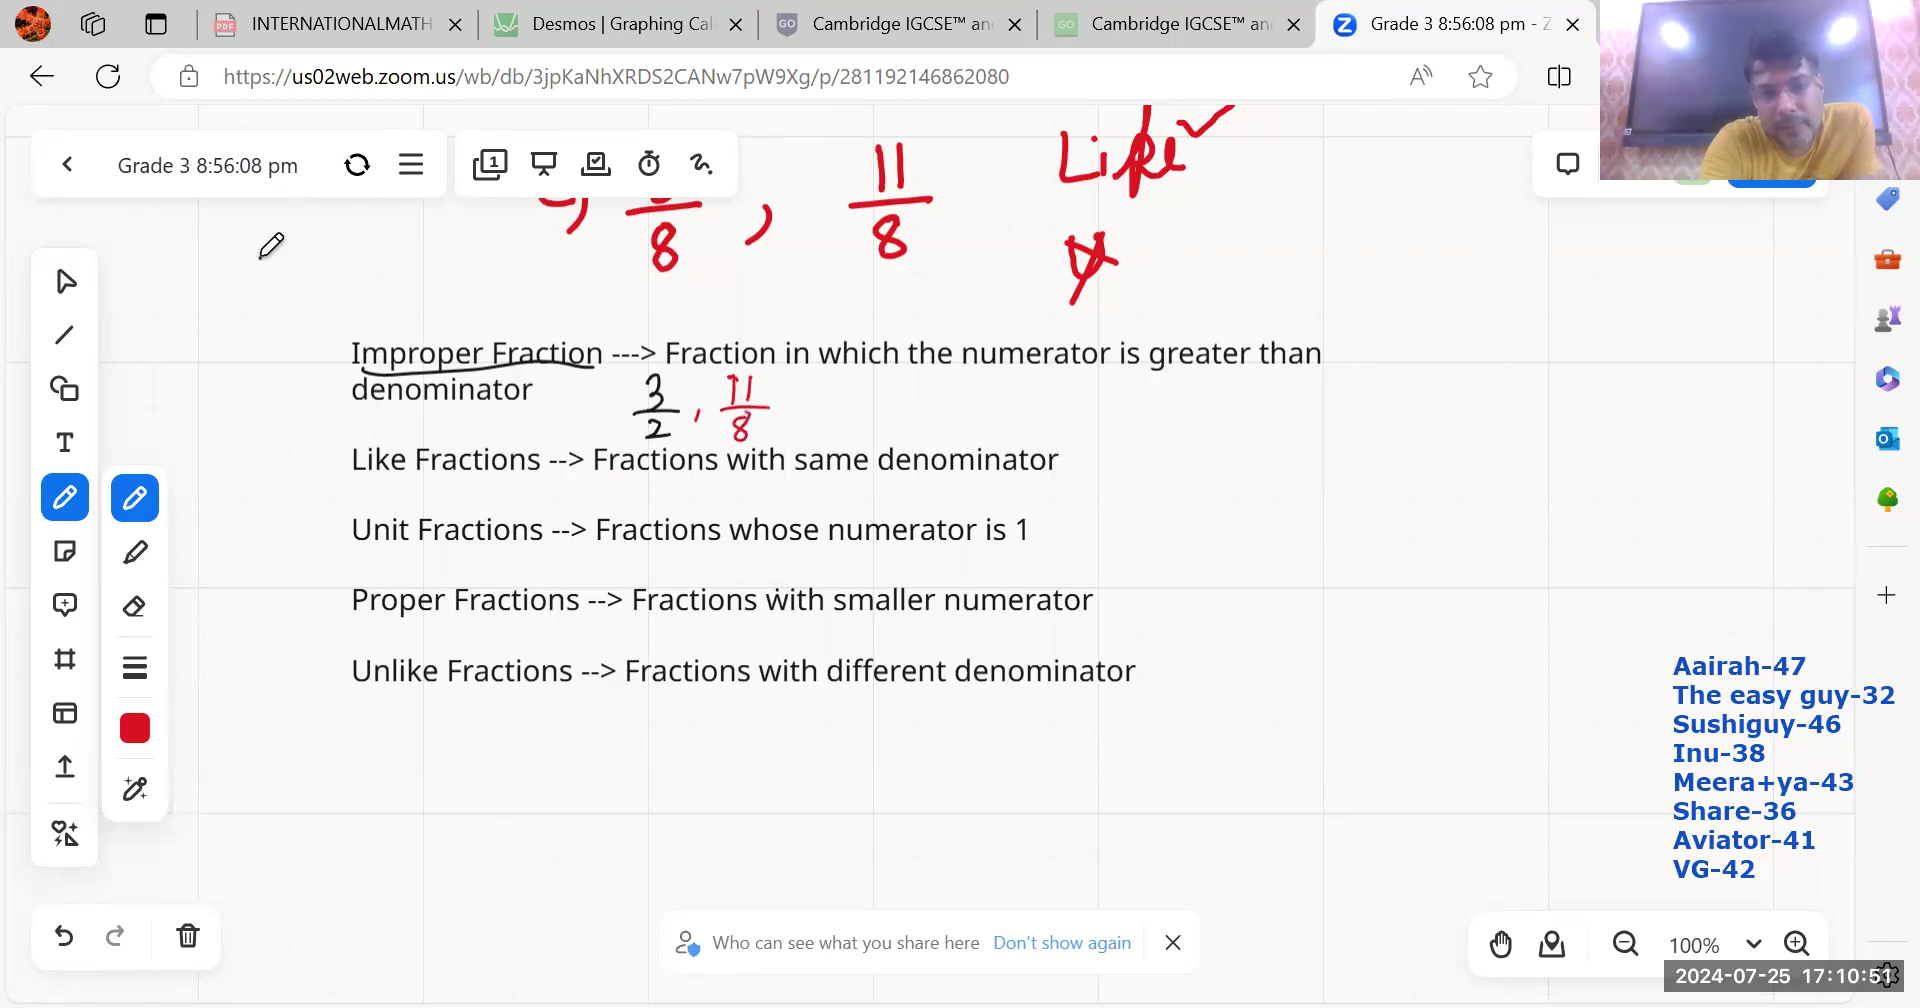 INTERNATIONALMATH
Desmos | Graphing Cal
Cambridge IGCSE™ an
Cambridge IGCSE™ and
Grade 3 8:56:08 pm - Z
https://us02web.zoom.us/wb/db/3jpKaNhXRDS2CANw7pW9Xg/p/281192146862080
Grade 3 8:56:08 pm
8 , 11/8
Like ✓
Improper Fraction ---> Fraction in which the numerator is greater than
denominator
3/2 , 11/8
Like Fractions --> Fractions with same denominator
Unit Fractions --> Fractions whose numerator is 1
Proper Fractions --> Fractions with smaller numerator
Unlike Fractions --> Fractions with different denominator
Aairah-47
The easy guy-32
Sushiguy-46
Inu-38
Meera+ya-43
Share-36
Aviator-41
VG-42
Who can see what you share here Don't show again
100%
2024-07-25 17:10:51